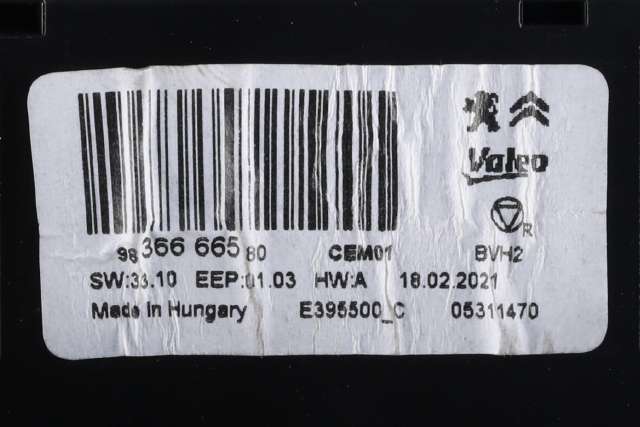 Valeo
R
98 366 665 80 CEM01 BVH2
SW:33.10 EEP:01.03 HW:A 18.02.2021
Made in Hungary E395500_C 05311470